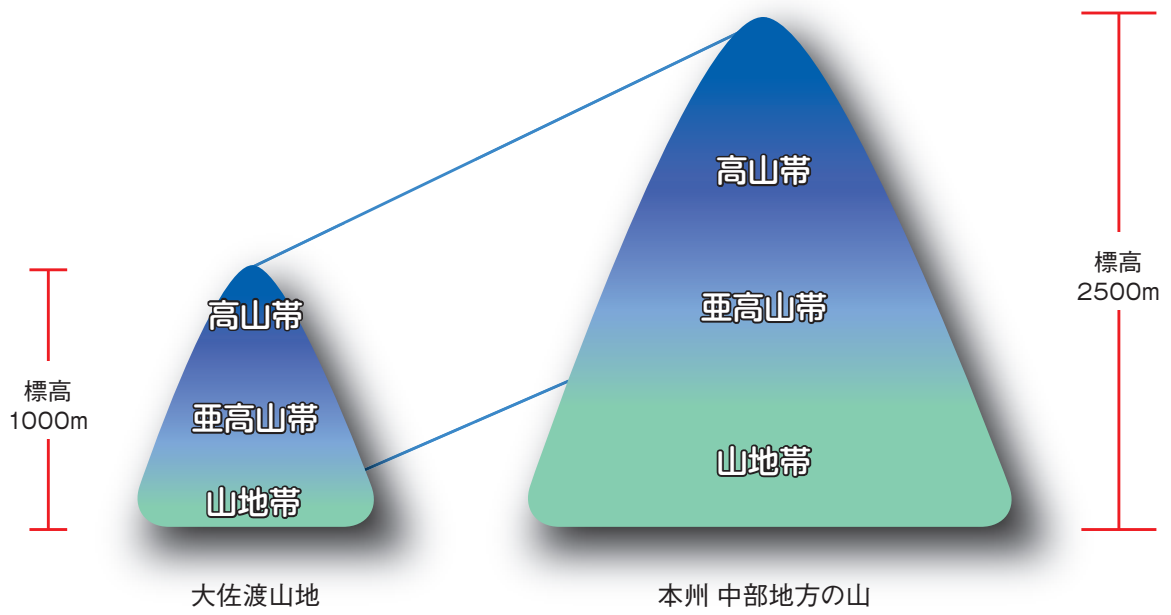 高山帯
亜高山帯
山地帯
標高
1000m
大佐渡山地
高山帯
亜高山帯
山地帯
標高
2500m
本州 中部地方の山